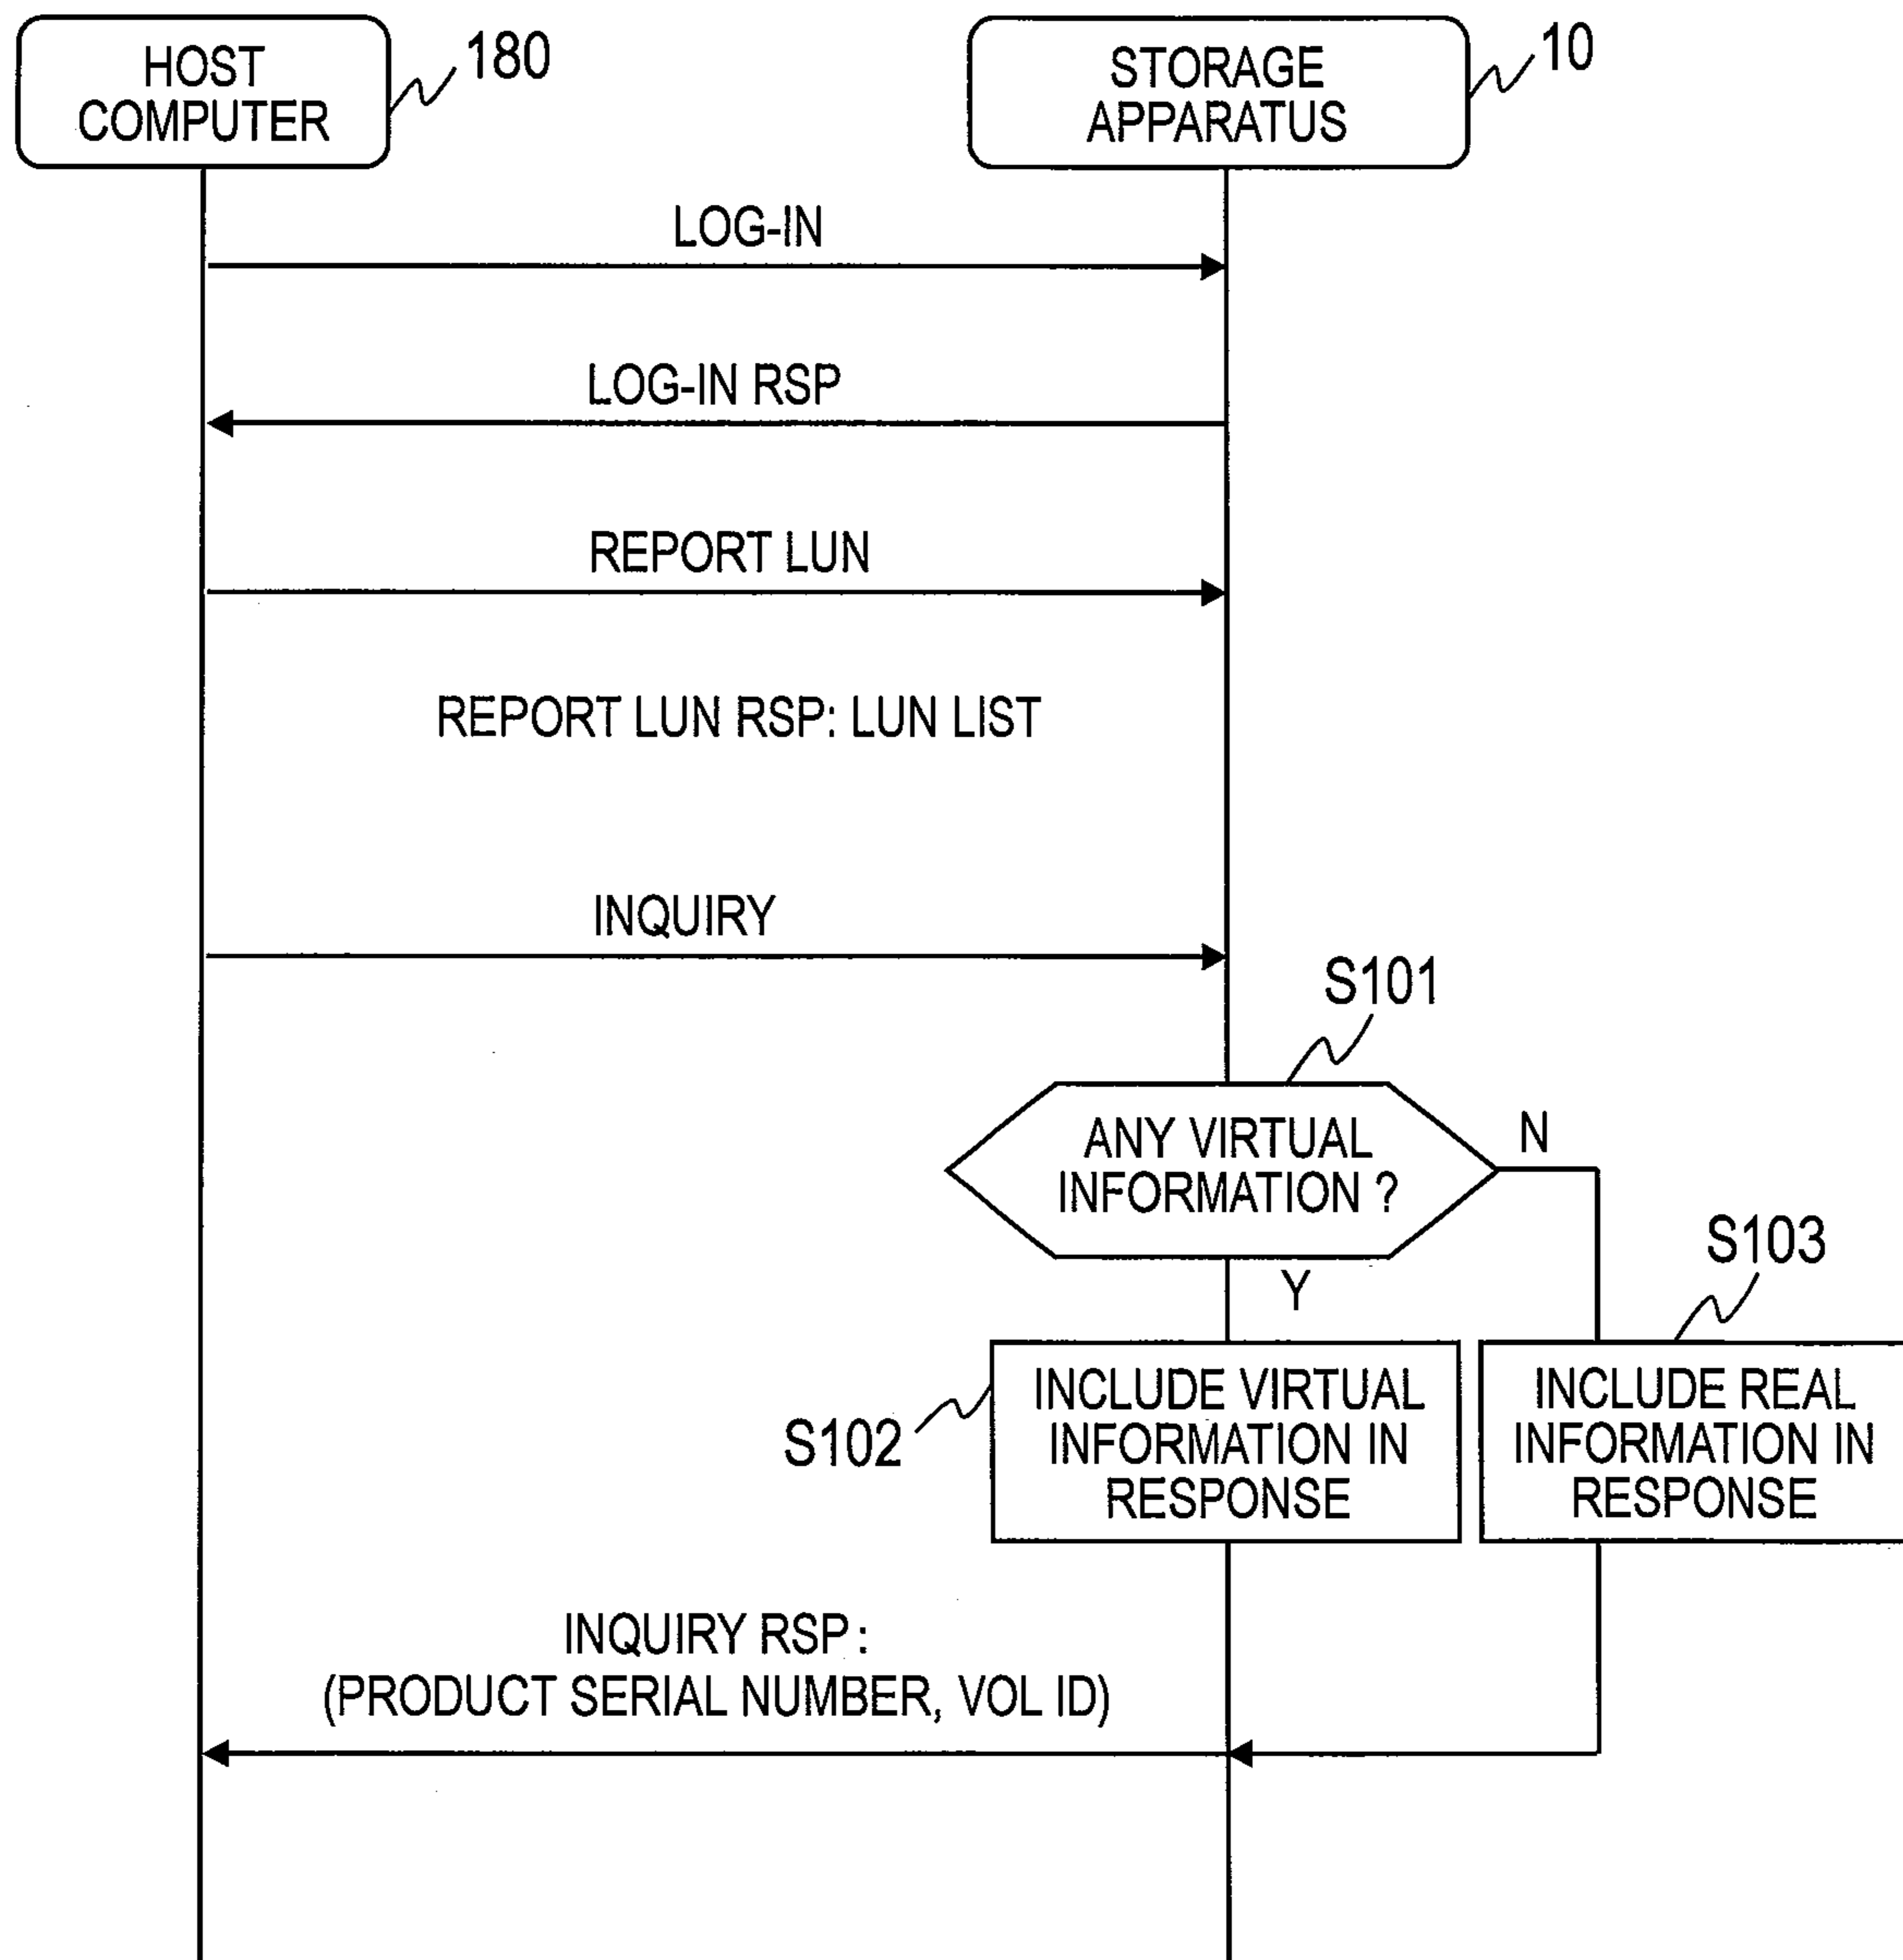 HOST
COMPUTER
180
STORAGE
APPARATUS
10
LOG-IN
LOG-IN RSP
REPORT LUN
REPORT LUN RSP: LUN LIST
INQUIRY
S101
ANY VIRTUAL
INFORMATION ?
N
Y
S103
S102
INCLUDE VIRTUAL
INFORMATION IN
RESPONSE
INCLUDE REAL
INFORMATION IN
RESPONSE
INQUIRY RSP :
(PRODUCT SERIAL NUMBER, VOL ID)